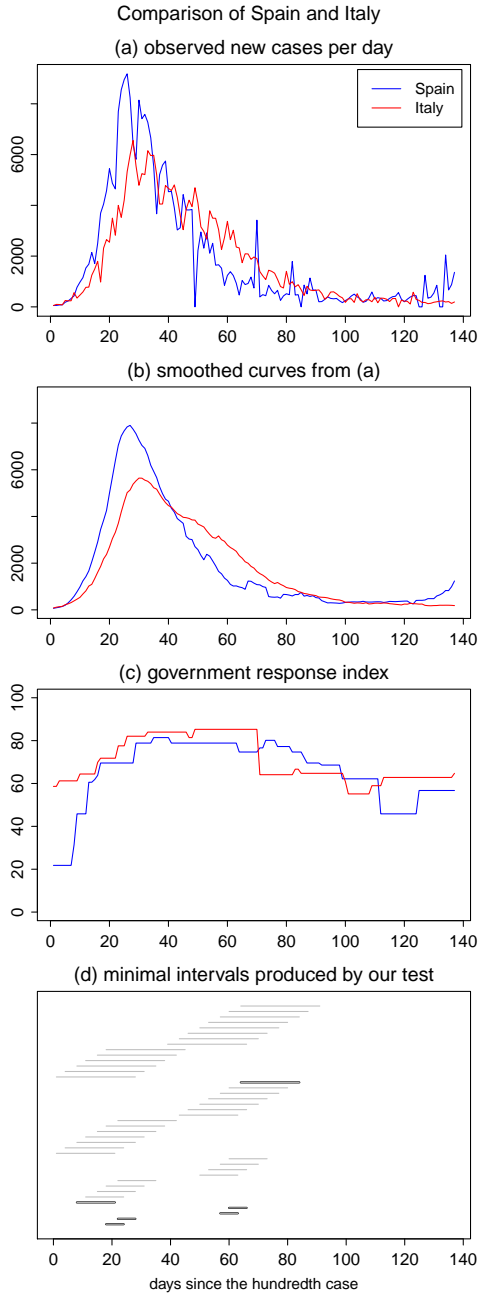 Comparison of Spain and Italy
(a) observed new cases per day
Spain
Italy
0 2000 6000
0 20 40 60 80 100 120 140
(b) smoothed curves from (a)
0 2000 6000
0 20 40 60 80 100 120 140
(c) government response index
0 20 40 60 80 100
0 20 40 60 80 100 120 140
(d) minimal intervals produced by our test
0 20 40 60 80 100 120 140
days since the hundredth case